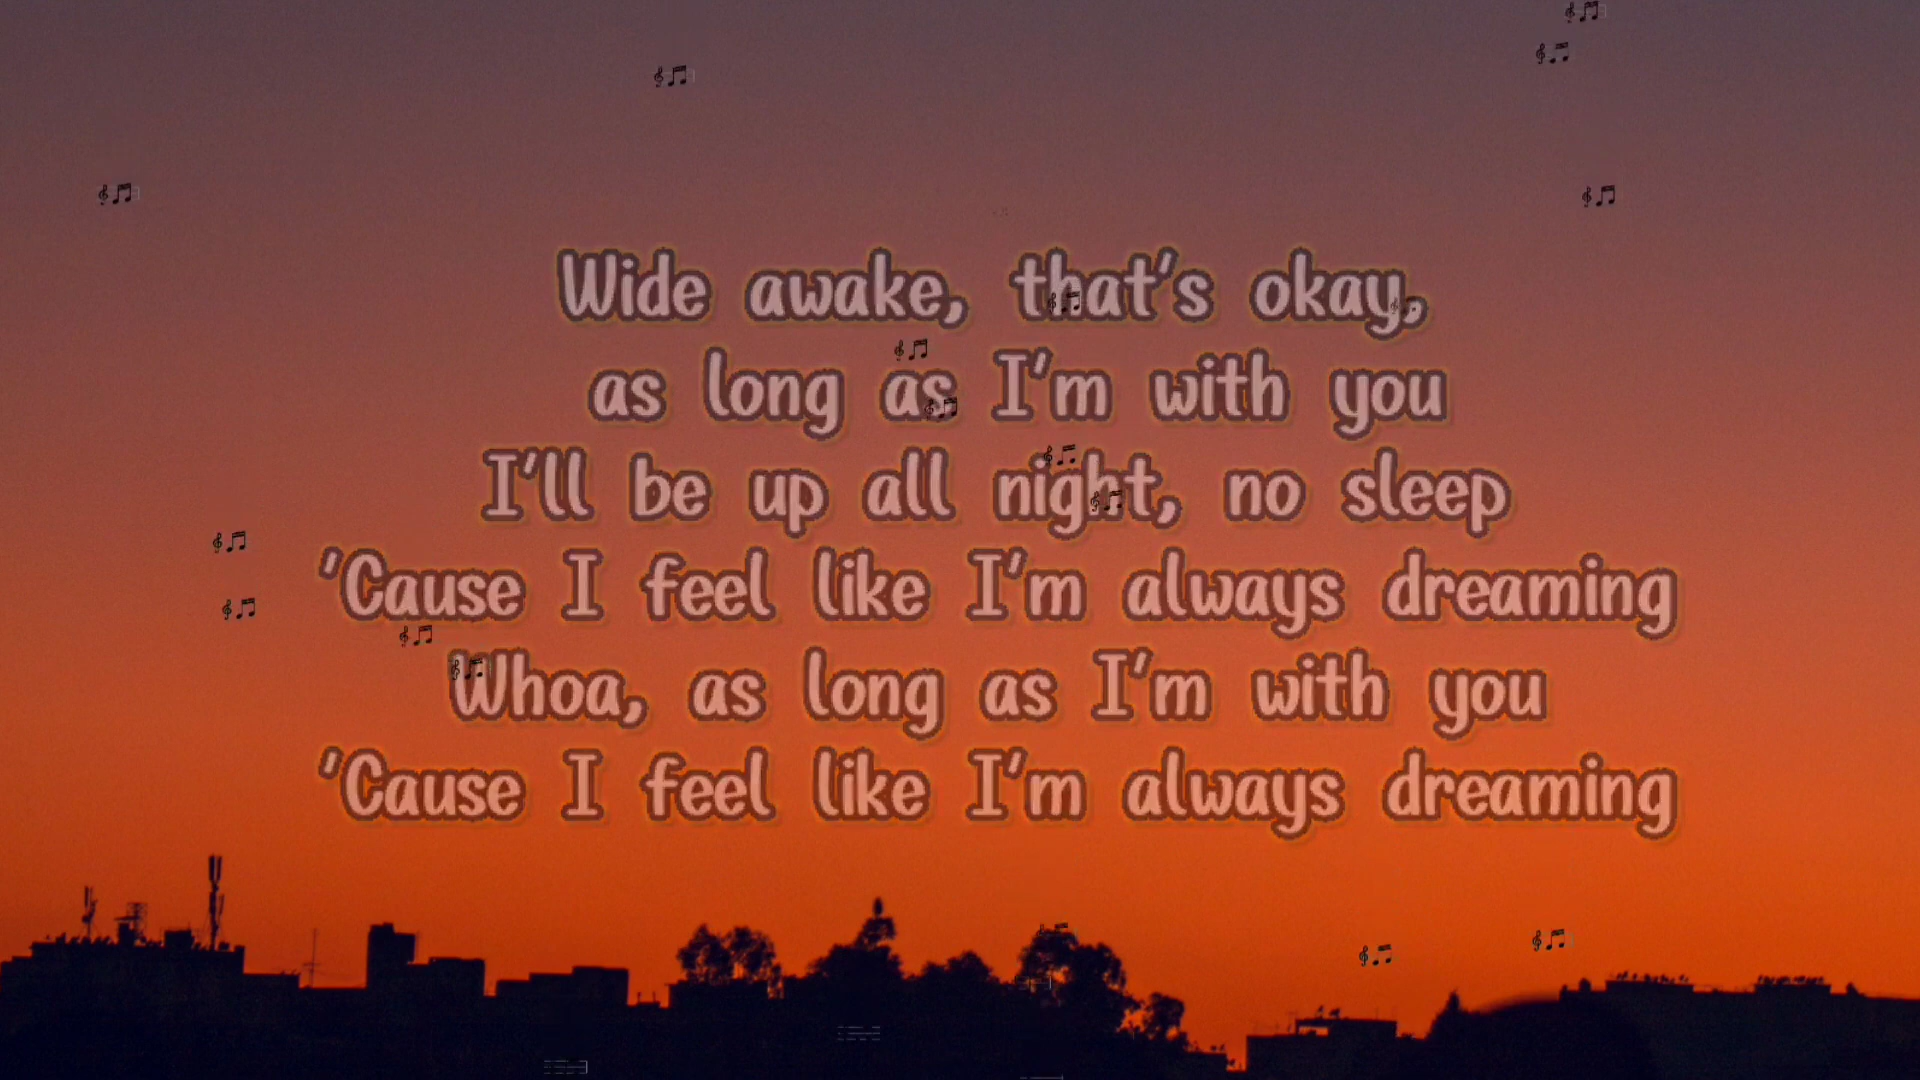 Wide awake, that's okay,
as long as I'm with you
I'll be up all night, no sleep
'Cause I feel like I'm always dreaming
Whoa, as long as I'm with you
'Cause I feel like I'm always dreaming